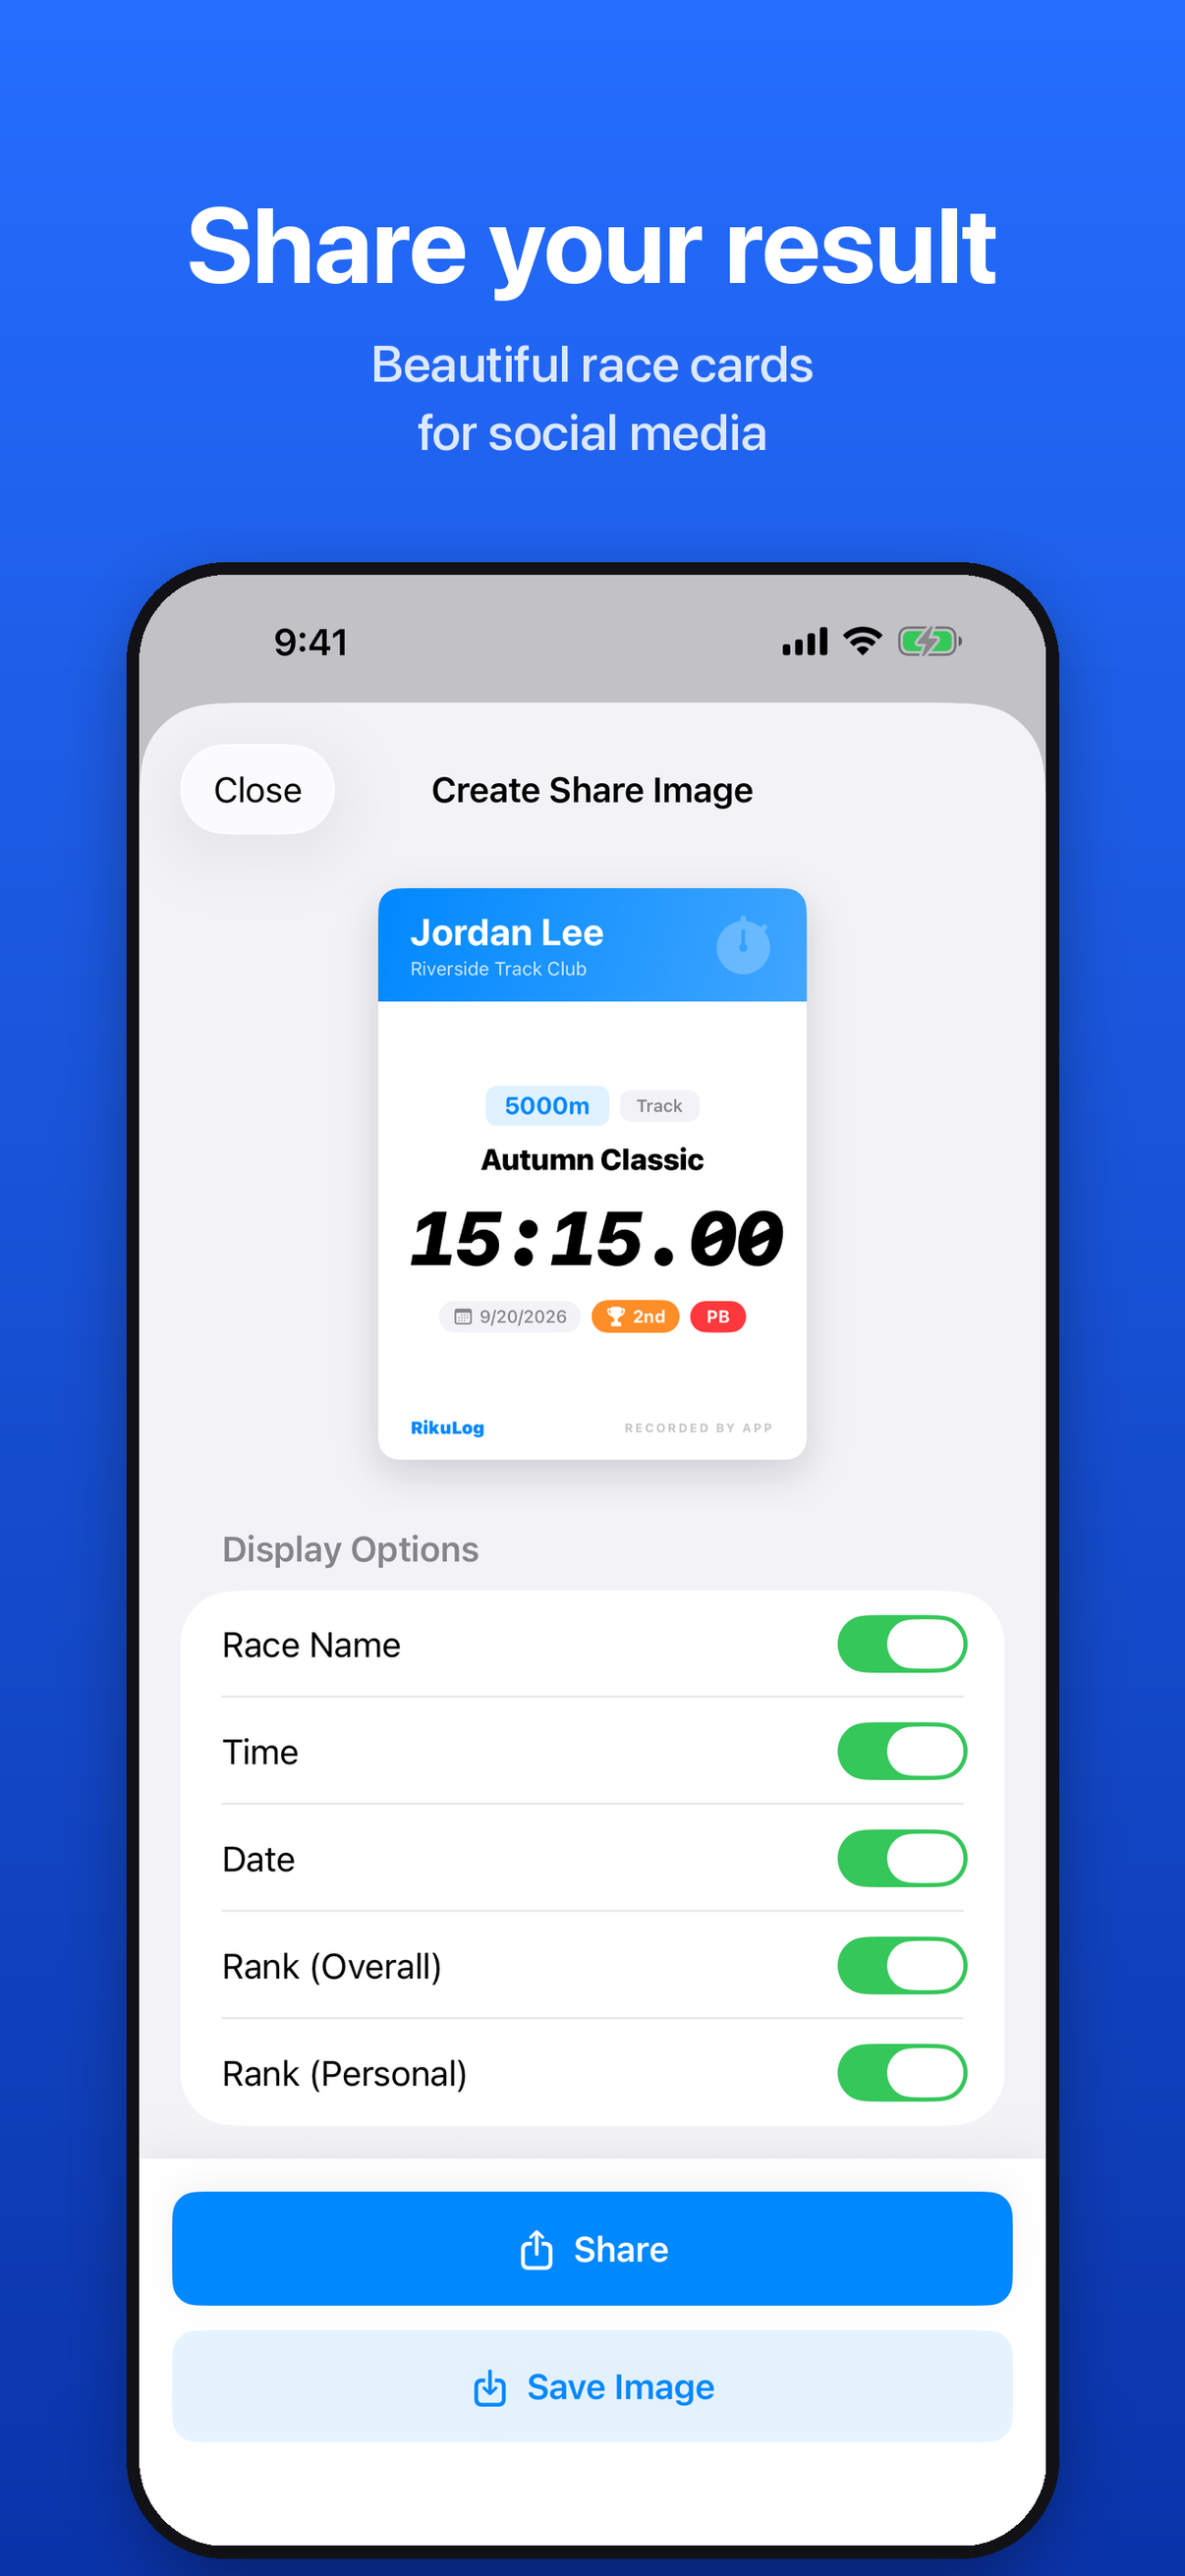 Share your result
Beautiful race cards
for social media
9:41
Close
Create Share Image
Jordan Lee
Riverside Track Club
5000m Track
Autumn Classic
15:15.00
9/20/2026 2nd PB
RikuLog RECORDED BY APP
Display Options
Race Name
Time
Date
Rank (Overall)
Rank (Personal)
Share
Save Image